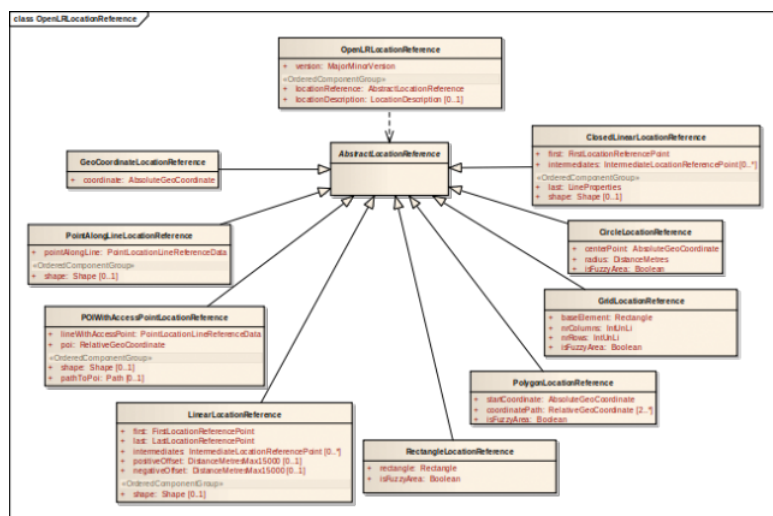 class OpenLRLocationReference
OpenLRLocationReference
+ version: MajorMinorVersion
«OrderedComponentGroup»
+ locationReference: AbstractLocationReference
+ locationDescription: LocationDescription [0..1]
AbstractLocationReference
ClosedLinearLocationReference
+ first: FirstLocationReferencePoint
+ intermediates: IntermediateLocationReferencePoint[0..*]
«OrderedComponentGroup»
+ last: LineProperties
+ shape: Shape [0..1]
GeoCoordinateLocationReference
+ coordinate: AbsoluteGeoCoordinate
PointAlongLineLocationReference
+ pointAlongLine: PointLocationLineReferenceData
«OrderedComponentGroup»
+ shape: Shape [0..1]
CircleLocationReference
+ centerPoint: AbsoluteGeoCoordinate
+ radius: DistanceMetres
+ isFuzzyArea: Boolean
POIWithAccessPointLocationReference
+ lineWithAccessPoint: PointLocationLineReferenceData
+ poi: RelativeGeoCoordinate
«OrderedComponentGroup»
+ shape: Shape [0..1]
+ pathToPoi: Path [0..1]
GridLocationReference
+ baseElement: Rectangle
+ nrColumns: IntUnLi
+ nrRows: IntUnLi
+ isFuzzyArea: Boolean
PolygonLocationReference
+ startCoordinate: AbsoluteGeoCoordinate
+ coordinatePath: RelativeGeoCoordinate [2..*]
+ isFuzzyArea: Boolean
LinearLocationReference
+ first: FirstLocationReferencePoint
+ last: LastLocationReferencePoint
+ intermediates: IntermediateLocationReferencePoint [0..*]
+ positiveOffset: DistanceMetresMax15000 [0..1]
+ negativeOffset: DistanceMetresMax15000 [0..1]
«OrderedComponentGroup»
+ shape: Shape [0..1]
RectangleLocationReference
+ rectangle: Rectangle
+ isFuzzyArea: Boolean